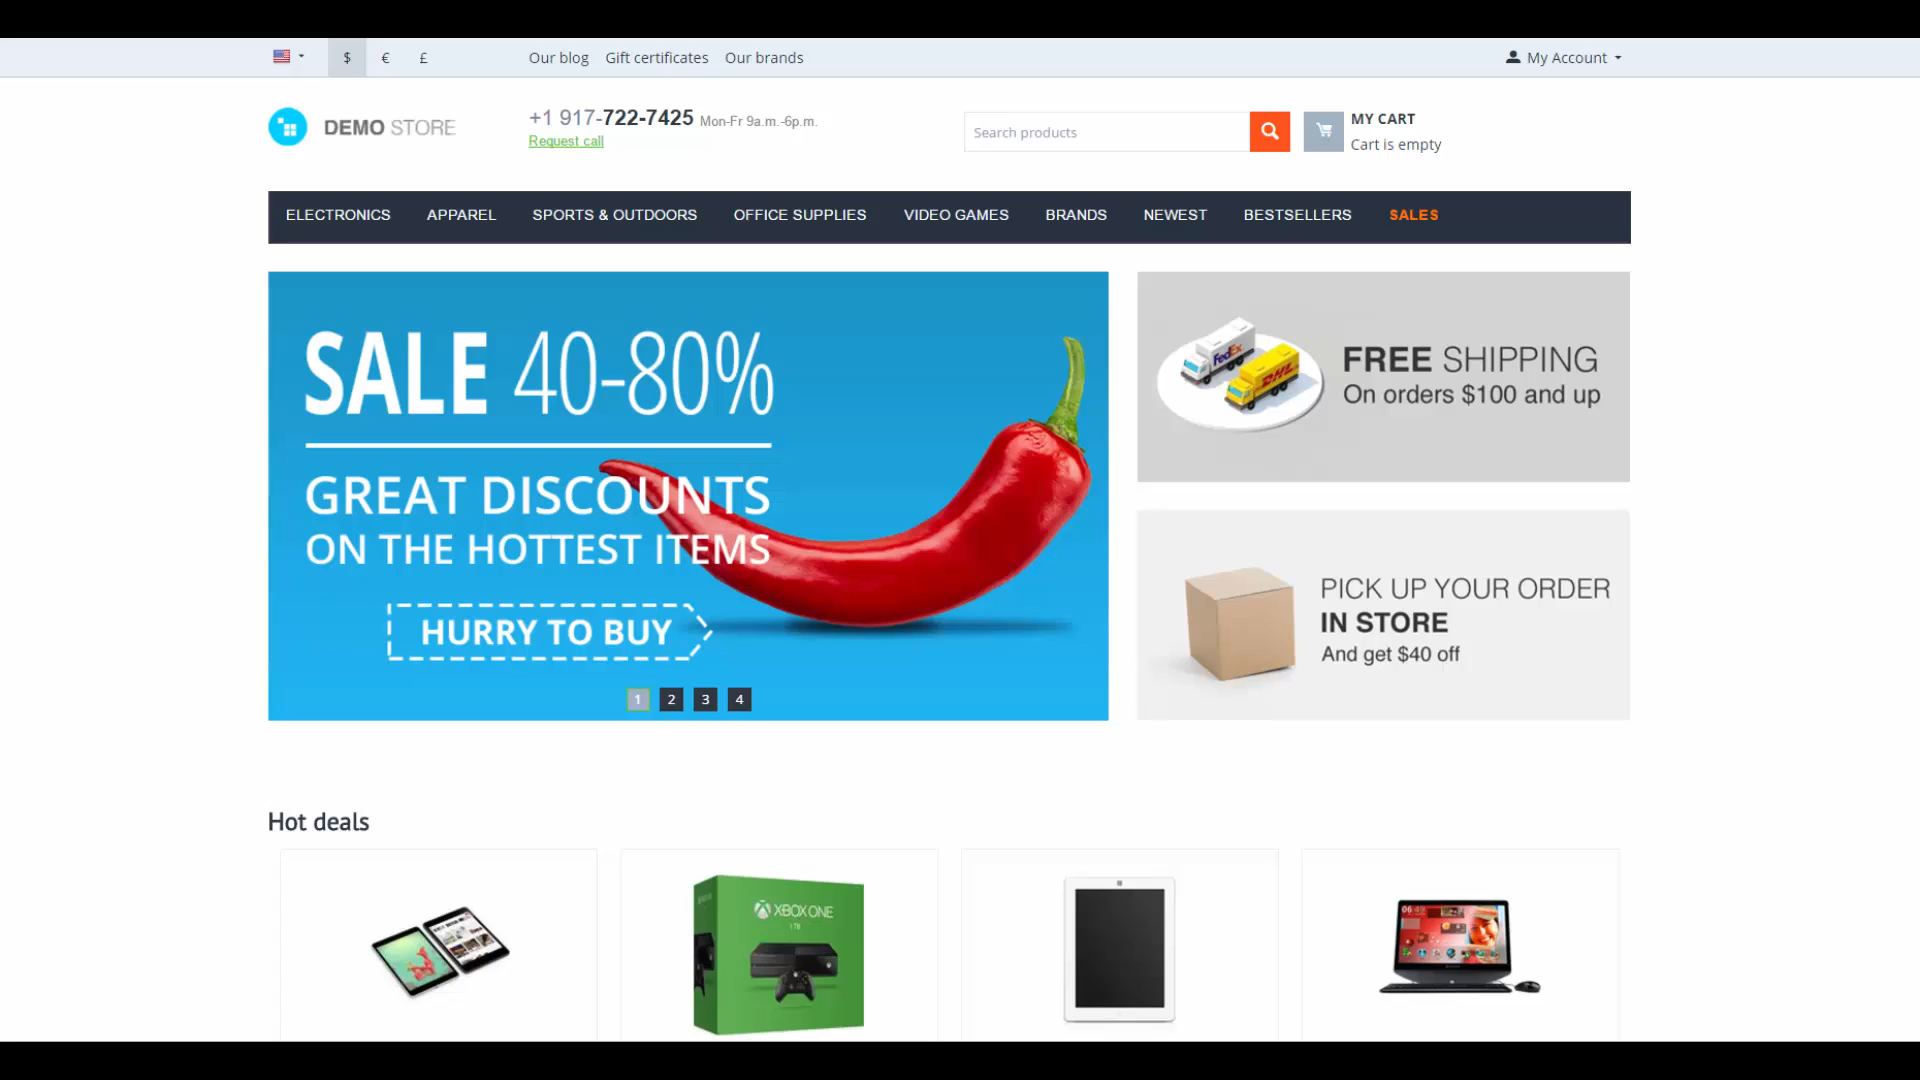 $ € £ Our blog Gift certificates Our brands My Account
DEMO STORE
+1 917-722-7425 Mon-Fr 9a.m.-6p.m.
Request call
Search products
MY CART
Cart is empty
ELECTRONICS APPAREL SPORTS & OUTDOORS OFFICE SUPPLIES VIDEO GAMES BRANDS NEWEST BESTSELLERS SALES
SALE 40-80%
GREAT DISCOUNTS
ON THE HOTTEST ITEMS
HURRY TO BUY
1 2 3 4
FedEx
DHL
FREE SHIPPING
On orders $100 and up
PICK UP YOUR ORDER
IN STORE
And get $40 off
Hot deals
XBOX ONE
1TB